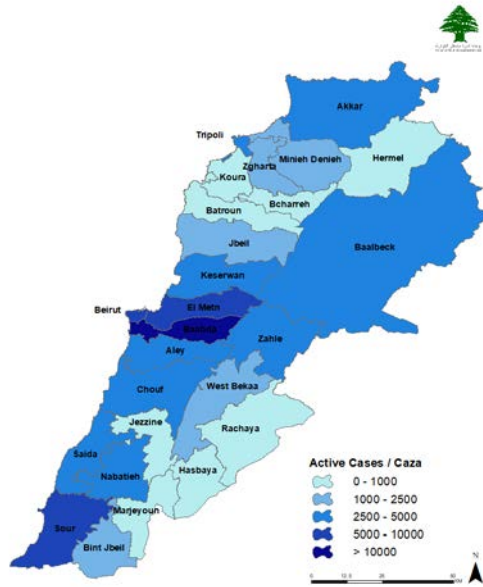 Akkar
Tripoli
Hermel
Minieh Denieh
Zgharta
Koura
Bcharreh
Batroun
Jbeil
Baalbeck
Keserwan
El Metn
Beirut
Baabda
Zahle
Aley
Chouf
West Bekaa
Jezzine
Rachaya
Saida
Nabatieh
Hasbaya
Marjeyoun
Sour
Bint Jbeil
Active Cases / Caza
0 - 1000
1000 - 2500
2500 - 5000
5000 - 10000
> 10000
N